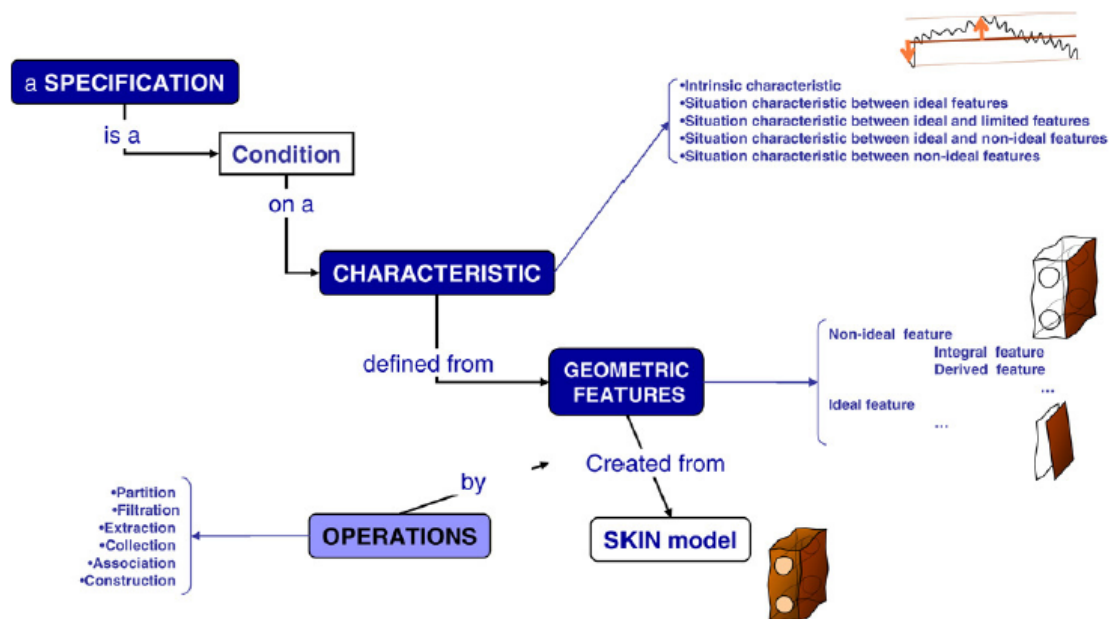 a SPECIFICATION
is a
Condition
on a
CHARACTERISTIC
•Intrinsic characteristic
•Situation characteristic between ideal features
•Situation characteristic between ideal and limited features
•Situation characteristic between ideal and non-ideal features
•Situation characteristic between non-ideal features
defined from
GEOMETRIC
FEATURES
Non-ideal feature
Integral feature
Derived feature
...
Ideal feature
...
Created from
by
•Partition
•Filtration
•Extraction
•Collection
•Association
•Construction
OPERATIONS
SKIN model